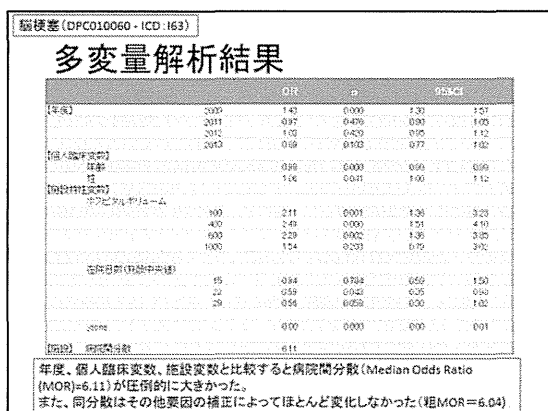 脳梗塞(DPC010060・ICD:I63)
多変量解析結果
OR p 95%CI
【年度】 2009 1.43 0.000 1.30 1.57
2011 0.97 0.476 0.90 1.05
2012 1.03 0.429 0.95 1.12
2013 0.89 0.103 0.77 1.02
【個人臨床変数】
年齢 0.99 0.000 0.99 0.99
性 1.06 0.041 1.00 1.12
【施設特性変数】
ホスピタルボリューム
100 2.11 0.001 1.36 3.28
400 2.49 0.000 1.51 4.10
600 2.29 0.002 1.36 3.85
1000 1.54 0.203 0.79 3.02
在院日数(施設中央値)
15 0.94 0.784 0.59 1.50
22 0.59 0.043 0.35 0.98
29 0.56 0.058 0.30 1.02
_cons 0.00 0.000 0.00 0.01
【施設】 病院間分散 6.11
年度、個人臨床変数、施設変数と比較すると病院間分散(Median Odds Ratio
(MOR)=6.11)が圧倒的に大きかった。
また、同分散はその他要因の補正によってほとんど変化しなかった(粗MOR=6.04)